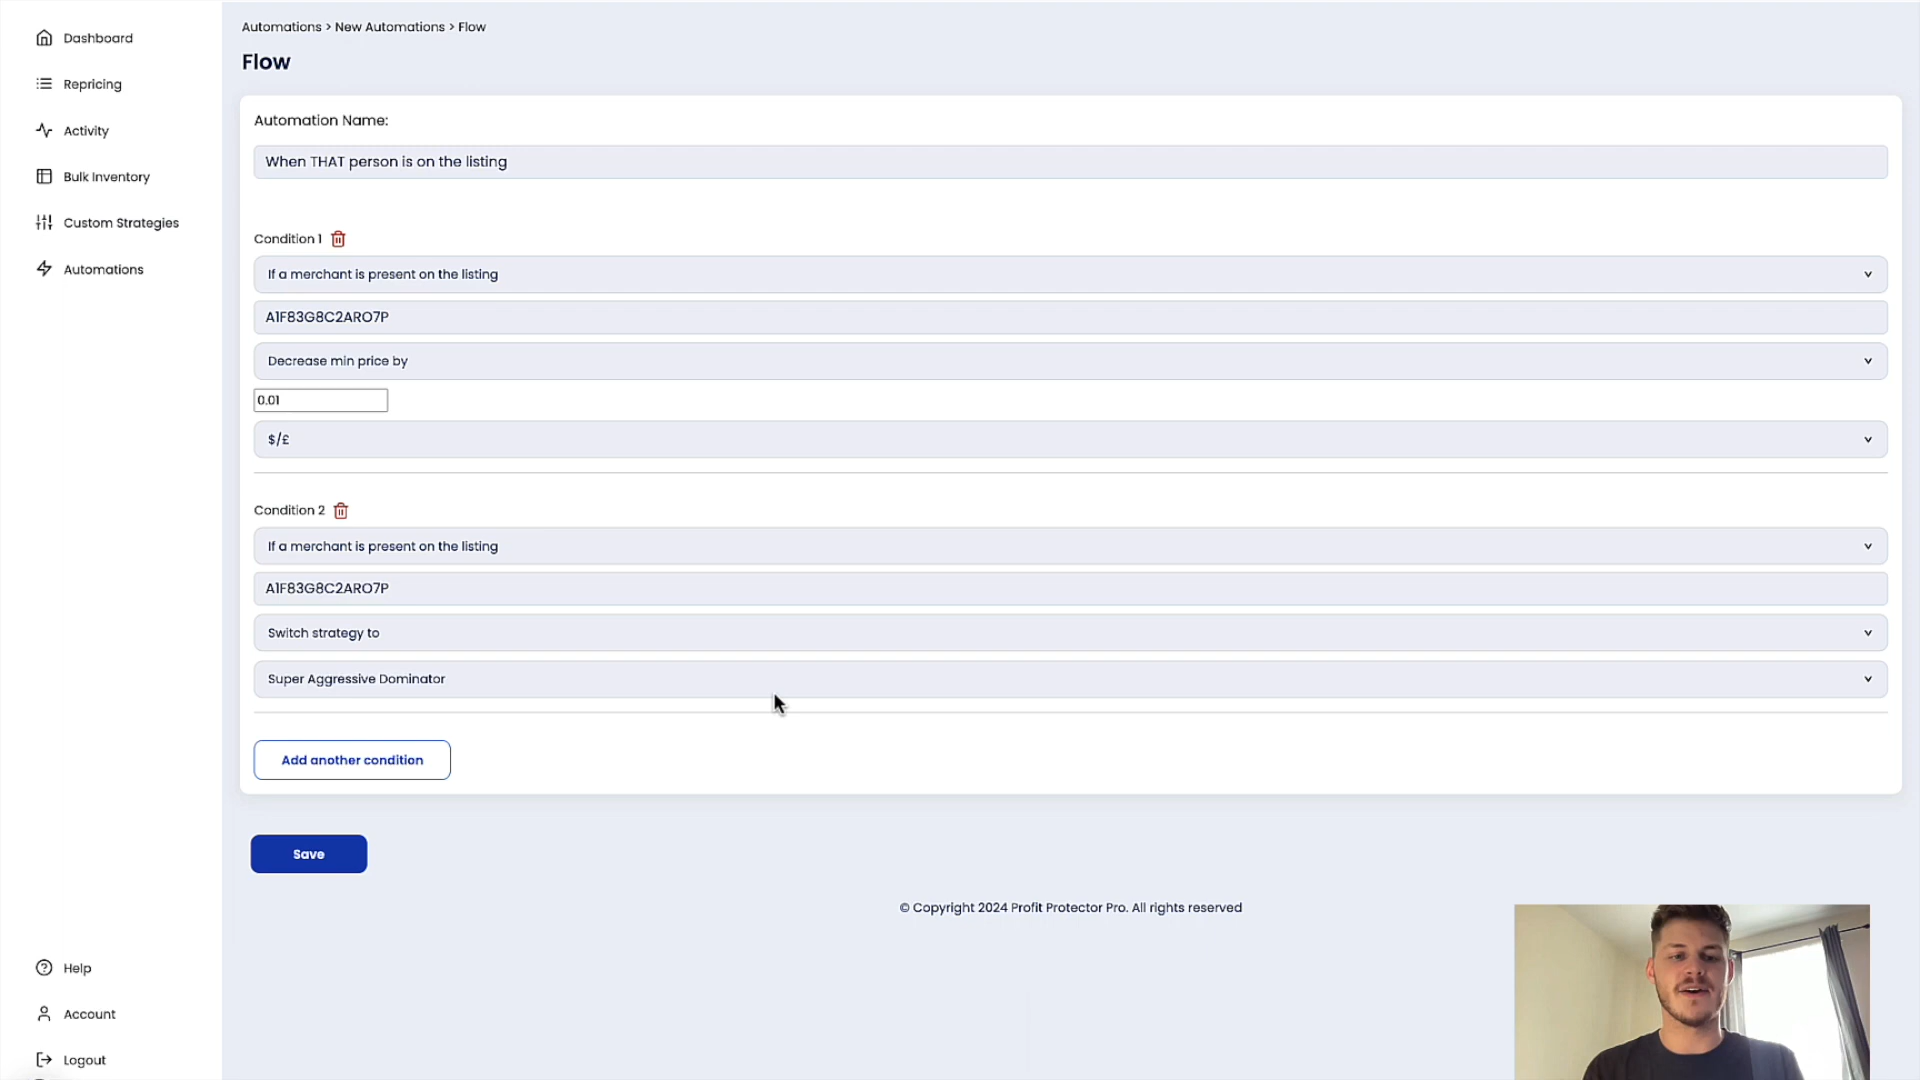 Dashboard
Repricing
Activity
Bulk Inventory
Custom Strategies
Automations
Help
Account
Logout
Automations > New Automations > Flow
Flow
Automation Name:
When THAT person is on the listing
Condition 1
If a merchant is present on the listing
A1F83G8C2ARO7P
Decrease min price by
0.01
$/£
Condition 2
If a merchant is present on the listing
A1F83G8C2ARO7P
Switch strategy to
Super Aggressive Dominator
Add another condition
Save
© Copyright 2024 Profit Protector Pro. All rights reserved